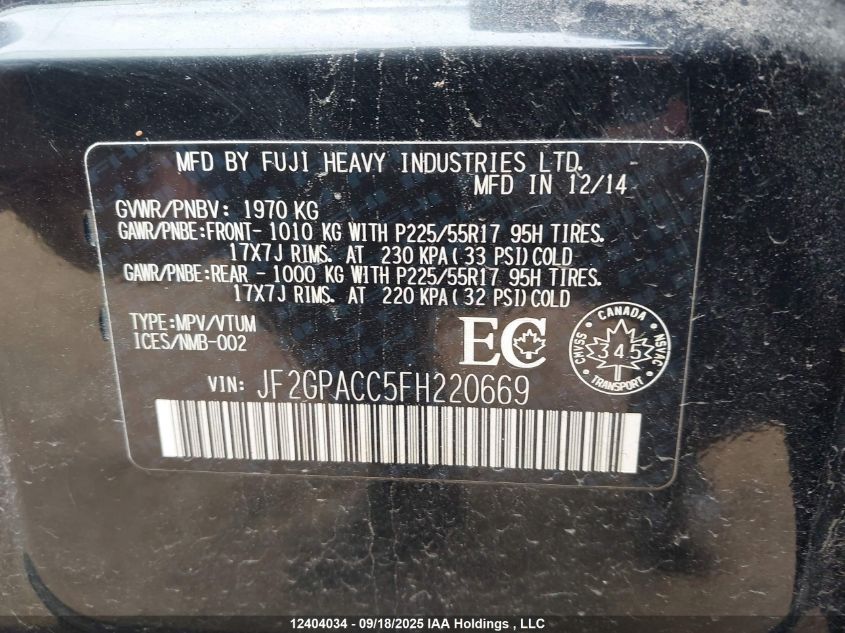 MFD BY FUJI HEAVY INDUSTRIES LTD.
MFD IN 12/14
GVWR/PNBV: 1970 KG
GAWR/PNBE:FRONT- 1010 KG WITH P225/55R17 95H TIRES.
17X7J RIMS. AT 230 KPA(33 PSI)COLD
GAWR/PNBE:REAR - 1000 KG WITH P225/55R17 95H TIRES.
17X7J RIMS. AT 220 KPA(32 PSI)COLD
TYPE:MPV/VTUM
ICES/NMB-002
EC
CANADA
CMVSS
345
NSVAC
TRANSPORT
VIN: JF2GPACC5FH220669
12404034 - 09/18/2025 IAA Holdings , LLC